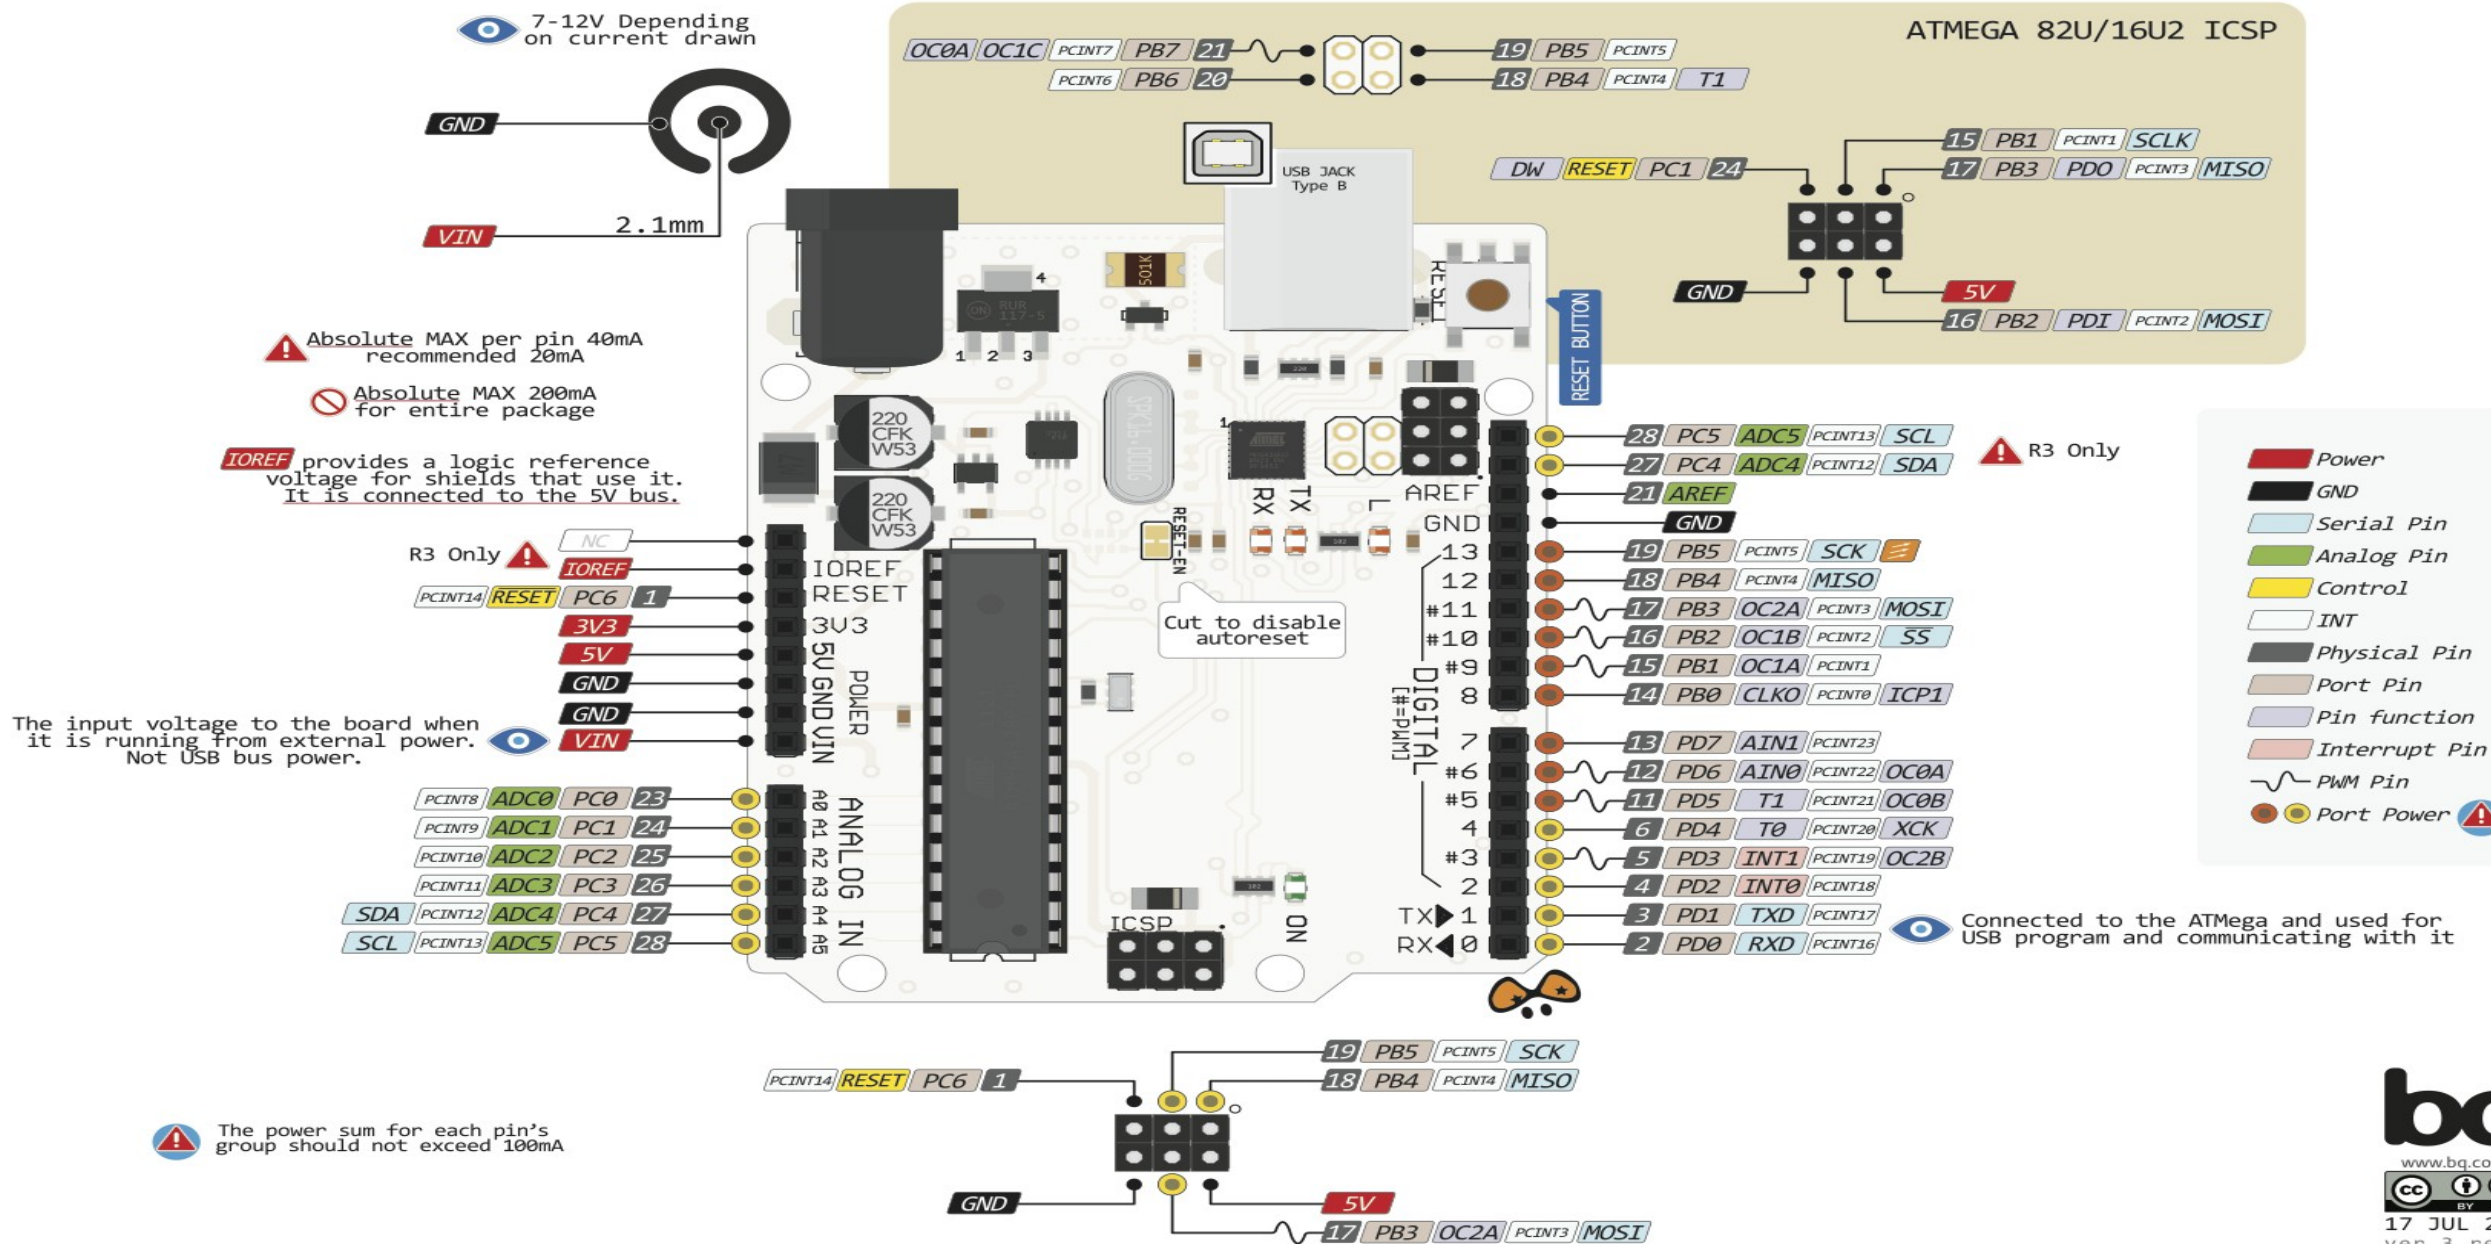 7-12V Depending
on current drawn
GND
VIN
2.1mm
ATMEGA 82U/16U2 ICSP
OC0A OC1C PCINT7 PB7 21
PCINT6 PB6 20
19 PB5 PCINT5
18 PB4 PCINT4 T1
15 PB1 PCINT1 SCLK
17 PB3 PDO PCINT3 MISO
DW RESET PC1 24
GND
5V
16 PB2 PDI PCINT2 MOSI
USB JACK
Type B
RESET BUTTON
501K
4
RUR
117-5
1 2 3
Absolute MAX per pin 40mA
recommended 20mA
Absolute MAX 200mA
for entire package
IOREF provides a logic reference
voltage for shields that use it.
It is connected to the 5V bus.
220
CFK
W53
220
CFK
W53
1
RX
TX
L
RESET-EN
Cut to disable
autoreset
R3 Only
NC
IOREF
PCINT14 RESET PC6 1
3V3
5V
GND
GND
VIN
IOREF
RESET
3V3
5V
GND
VIN
POWER
The input voltage to the board when
it is running from external power.
Not USB bus power.
PCINT8 ADC0 PC0 23
PCINT9 ADC1 PC1 24
PCINT10 ADC2 PC2 25
PCINT11 ADC3 PC3 26
SDA PCINT12 ADC4 PC4 27
SCL PCINT13 ADC5 PC5 28
A0
A1
A2
A3
A4
A5
ANALOG IN
ICSP
ON
28 PC5 ADC5 PCINT13 SCL
27 PC4 ADC4 PCINT12 SDA
R3 Only
AREF 21 AREF
GND GND
13 19 PB5 PCINT5 SCK
12 18 PB4 PCINT4 MISO
#11 17 PB3 OC2A PCINT3 MOSI
#10 16 PB2 OC1B PCINT2 SS
#9 15 PB1 OC1A PCINT1
8 14 PB0 CLKO PCINT0 ICP1
DIGITAL
[#=PWM]
7 13 PD7 AIN1 PCINT23
#6 12 PD6 AIN0 PCINT22 OC0A
#5 11 PD5 T1 PCINT21 OC0B
4 6 PD4 T0 PCINT20 XCK
#3 5 PD3 INT1 PCINT19 OC2B
2 4 PD2 INT0 PCINT18
TX 1 3 PD1 TXD PCINT17
RX 0 2 PD0 RXD PCINT16
Connected to the ATMega and used for
USB program and communicating with it
Power
GND
Serial Pin
Analog Pin
Control
INT
Physical Pin
Port Pin
Pin function
Interrupt Pin
PWM Pin
Port Power
19 PB5 PCINT5 SCK
18 PB4 PCINT4 MISO
PCINT14 RESET PC6 1
GND
5V
17 PB3 OC2A PCINT3 MOSI
The power sum for each pin's
group should not exceed 100mA
www.bq.co
cc
BY
17 JUL